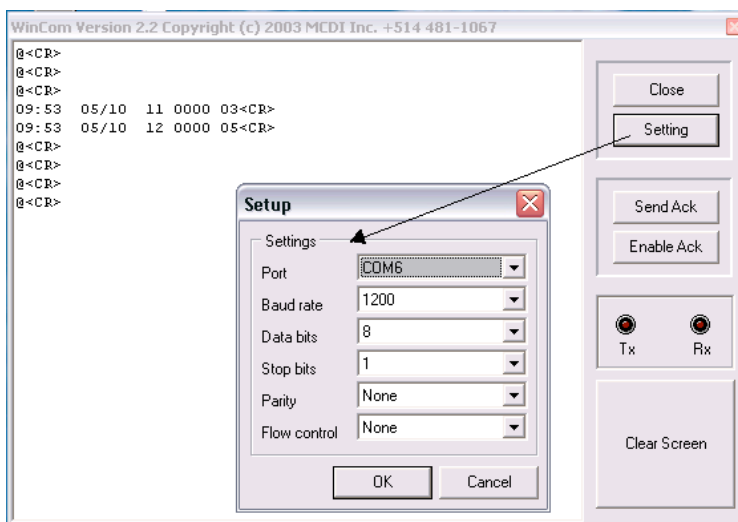 WinCom Version 2.2 Copyright (c) 2003 MCDI Inc. +514 481-1067
@<CR>
@<CR>
@<CR>
09:53  05/10  11 0000 03<CR>
09:53  05/10  12 0000 05<CR>
@<CR>
@<CR>
@<CR>
@<CR>
Close
Setting
Send Ack
Enable Ack
Tx Rx
Clear Screen
Setup
Settings
Port COM6
Baud rate 1200
Data bits 8
Stop bits 1
Parity None
Flow control None
OK Cancel